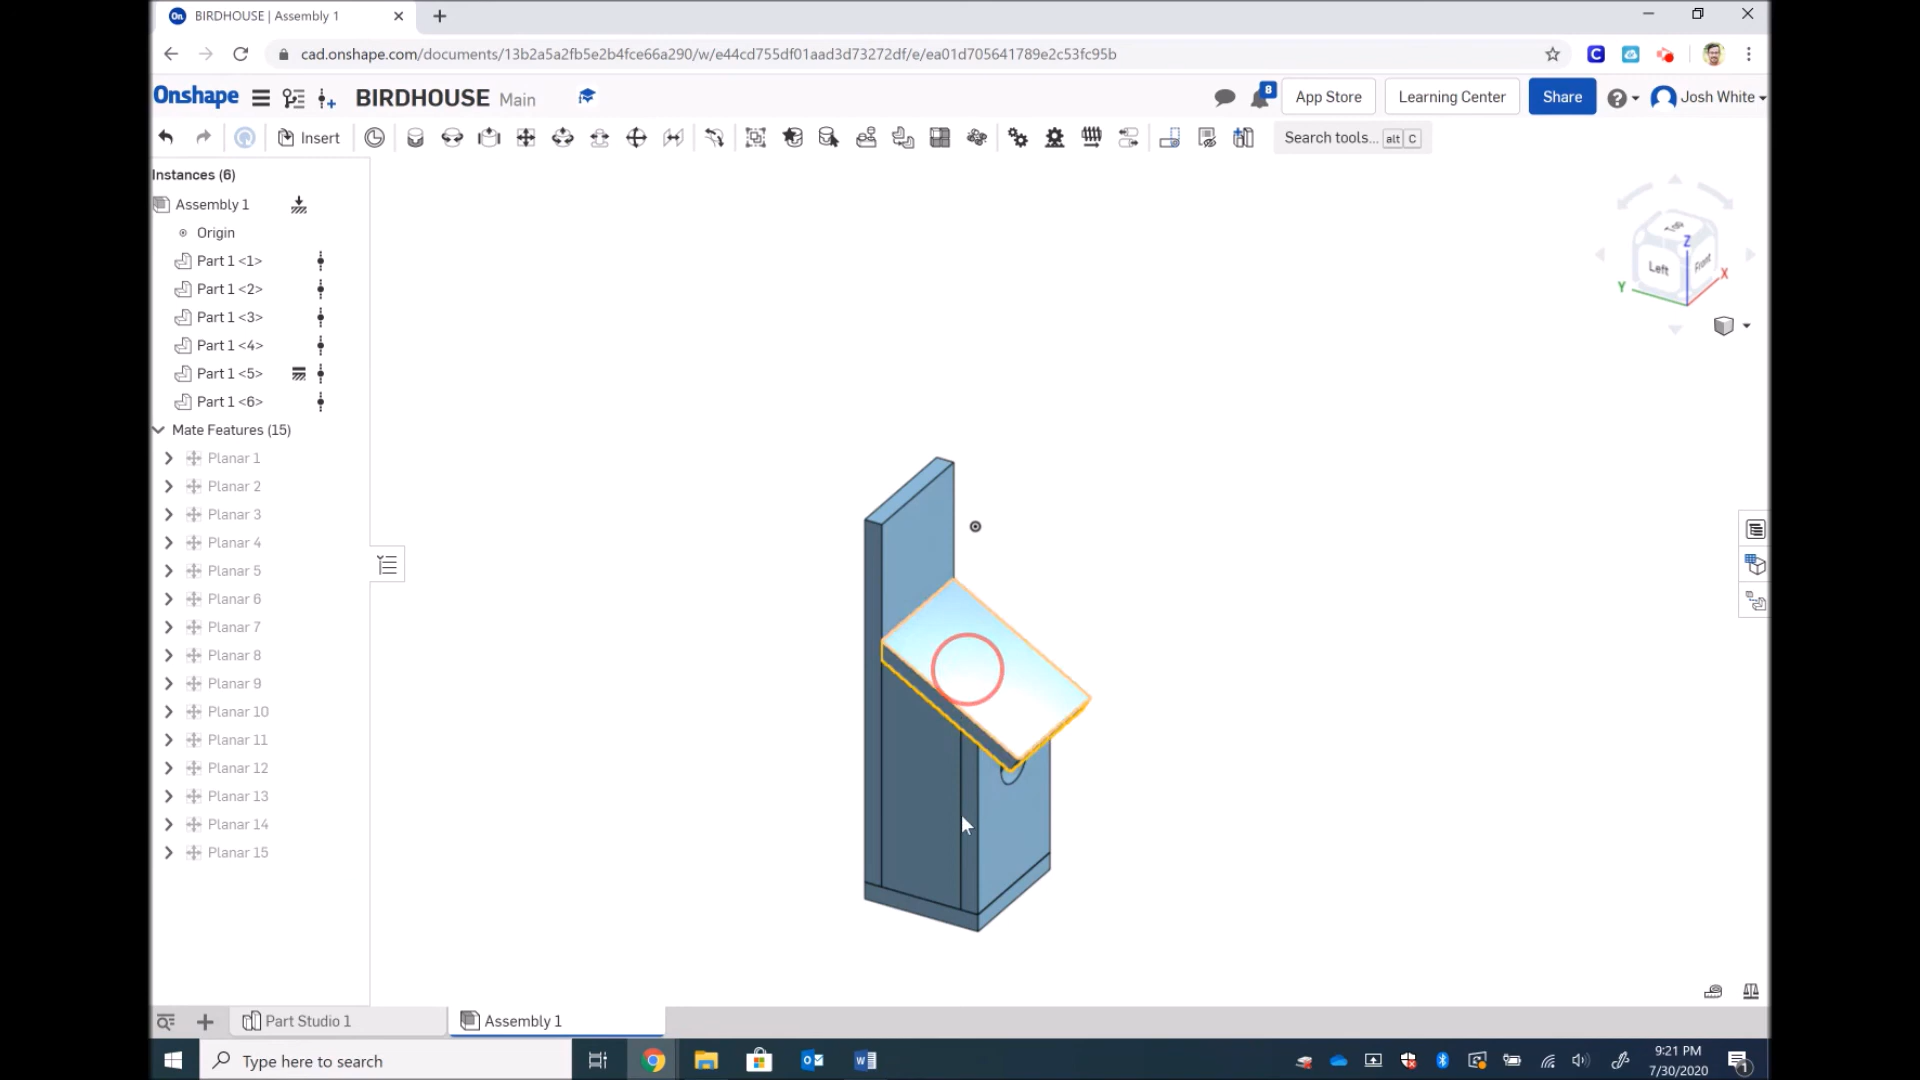 BIRDHOUSE | Assembly 1
cad.onshape.com/documents/13b2a5a2fb5e2b4fce66a290/w/e44cd755df01aad3d73272df/e/ea01d705641789e2c53fc95b
Onshape BIRDHOUSE Main 8 App Store Learning Center Share Josh White
Insert Search tools... alt C
Instances (6)
Assembly 1
Origin
Part 1 <1>
Part 1 <2>
Part 1 <3>
Part 1 <4>
Part 1 <5>
Part 1 <6>
Mate Features (15)
Planar 1
Planar 2
Planar 3
Planar 4
Planar 5
Planar 6
Planar 7
Planar 8
Planar 9
Planar 10
Planar 11
Planar 12
Planar 13
Planar 14
Planar 15
Top
Z
Left Front
X
Y
Part Studio 1 Assembly 1
Type here to search
9:21 PM
7/30/2020
1